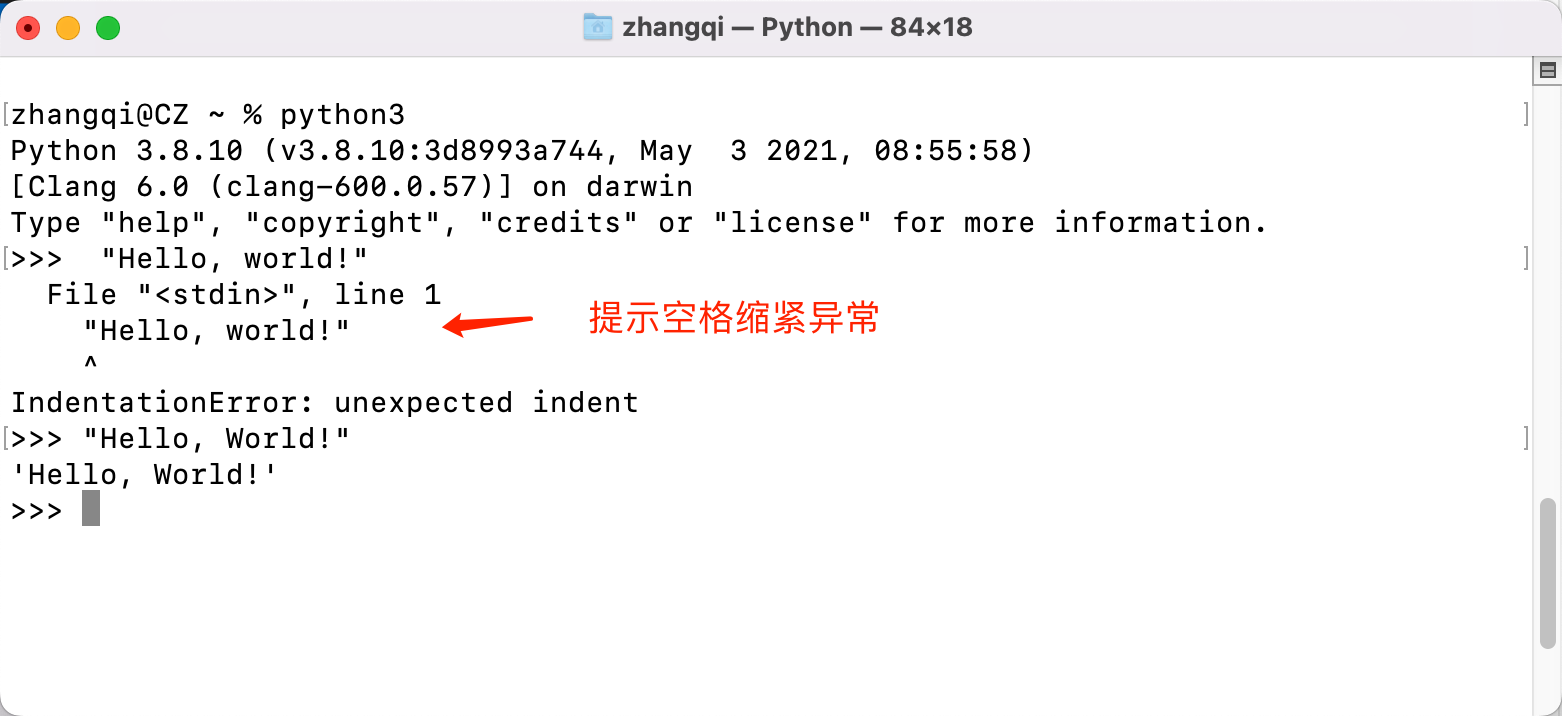 zhangqi — Python — 84×18
[zhangqi@CZ ~ % python3 ]
Python 3.8.10 (v3.8.10:3d8993a744, May  3 2021, 08:55:58)
[Clang 6.0 (clang-600.0.57)] on darwin
Type "help", "copyright", "credits" or "license" for more information.
[>>>  "Hello, world!" ]
  File "<stdin>", line 1
    "Hello, world!"
提示空格缩紧异常
    ^
IndentationError: unexpected indent
[>>> "Hello, World!" ]
'Hello, World!'
>>>